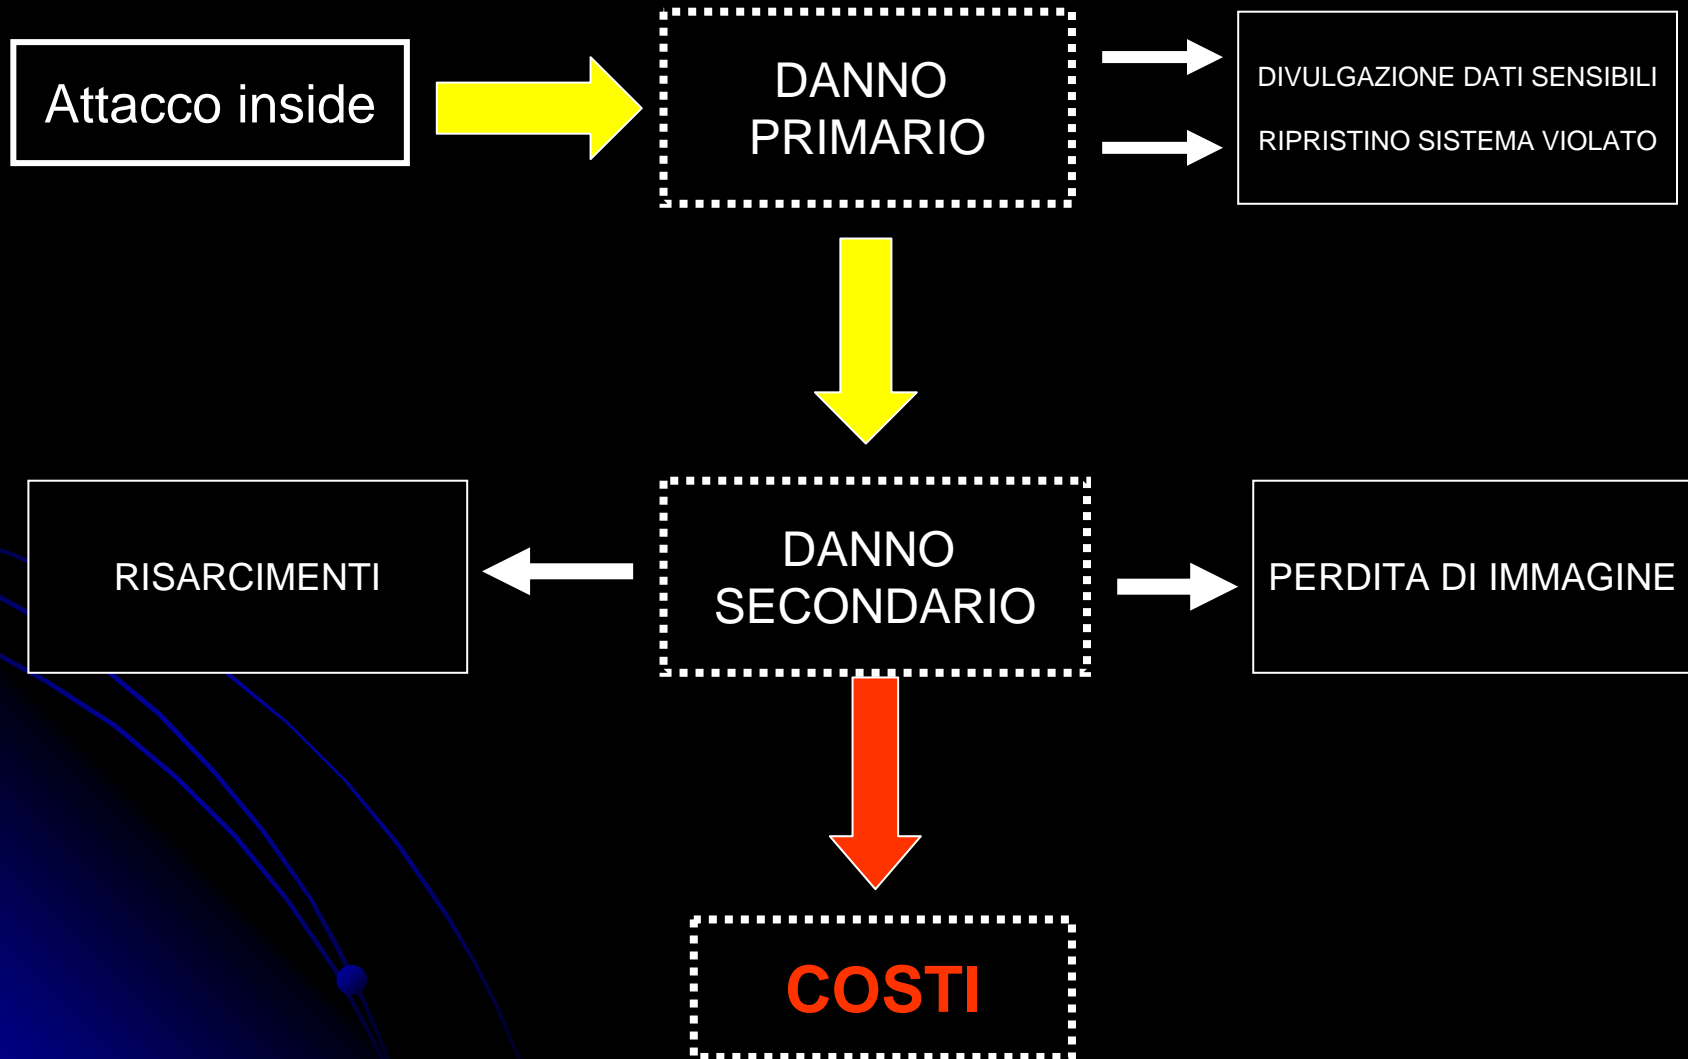 Attacco inside
DANNO
PRIMARIO
DIVULGAZIONE DATI SENSIBILI
RIPRISTINO SISTEMA VIOLATO
RISARCIMENTI
DANNO
SECONDARIO
PERDITA DI IMMAGINE
COSTI